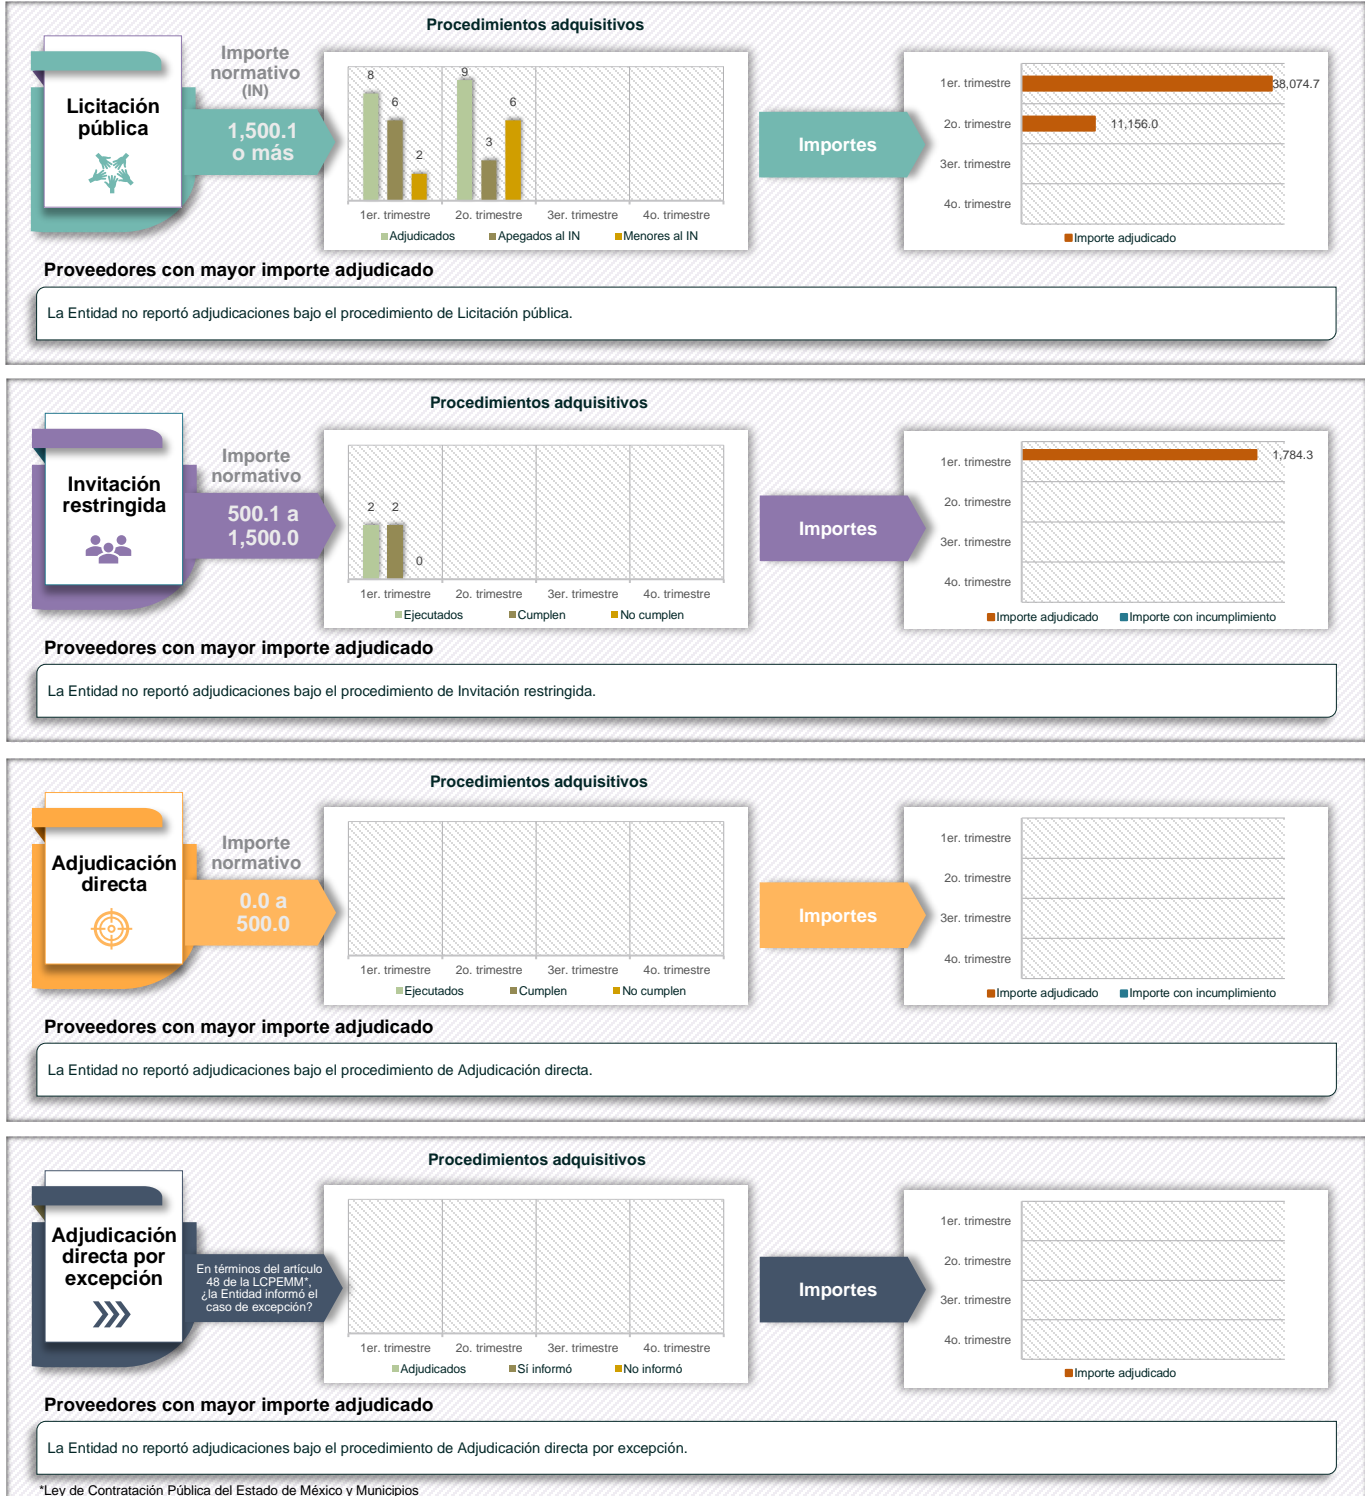 Procedimientos adquisitivos
Licitación
pública
Importe
normativo
(IN)
1,500.1
o más
8
6
2
9
3
6
1er. trimestre
2o. trimestre
3er. trimestre
4o. trimestre
Adjudicados
Apegados al IN
Menores al IN
Importes
1er. trimestre
38,074.7
2o. trimestre
11,156.0
3er. trimestre
4o. trimestre
Importe adjudicado
Proveedores con mayor importe adjudicado
La Entidad no reportó adjudicaciones bajo el procedimiento de Licitación pública.
Procedimientos adquisitivos
Invitación
restringida
Importe
normativo
500.1 a
1,500.0
2
2
0
1er. trimestre
2o. trimestre
3er. trimestre
4o. trimestre
Ejecutados
Cumplen
No cumplen
Importes
1er. trimestre
1,784.3
2o. trimestre
3er. trimestre
4o. trimestre
Importe adjudicado
Importe con incumplimiento
Proveedores con mayor importe adjudicado
La Entidad no reportó adjudicaciones bajo el procedimiento de Invitación restringida.
Procedimientos adquisitivos
Adjudicación
directa
Importe
normativo
0.0 a
500.0
1er. trimestre
2o. trimestre
3er. trimestre
4o. trimestre
Ejecutados
Cumplen
No cumplen
Importes
1er. trimestre
2o. trimestre
3er. trimestre
4o. trimestre
Importe adjudicado
Importe con incumplimiento
Proveedores con mayor importe adjudicado
La Entidad no reportó adjudicaciones bajo el procedimiento de Adjudicación directa.
Procedimientos adquisitivos
Adjudicación
directa por
excepción
En términos del artículo
48 de la LCPEMM*,
¿la Entidad informó el
caso de excepción?
1er. trimestre
2o. trimestre
3er. trimestre
4o. trimestre
Adjudicados
Sí informó
No informó
Importes
1er. trimestre
2o. trimestre
3er. trimestre
4o. trimestre
Importe adjudicado
Proveedores con mayor importe adjudicado
La Entidad no reportó adjudicaciones bajo el procedimiento de Adjudicación directa por excepción.
*Ley de Contratación Pública del Estado de México y Municipios